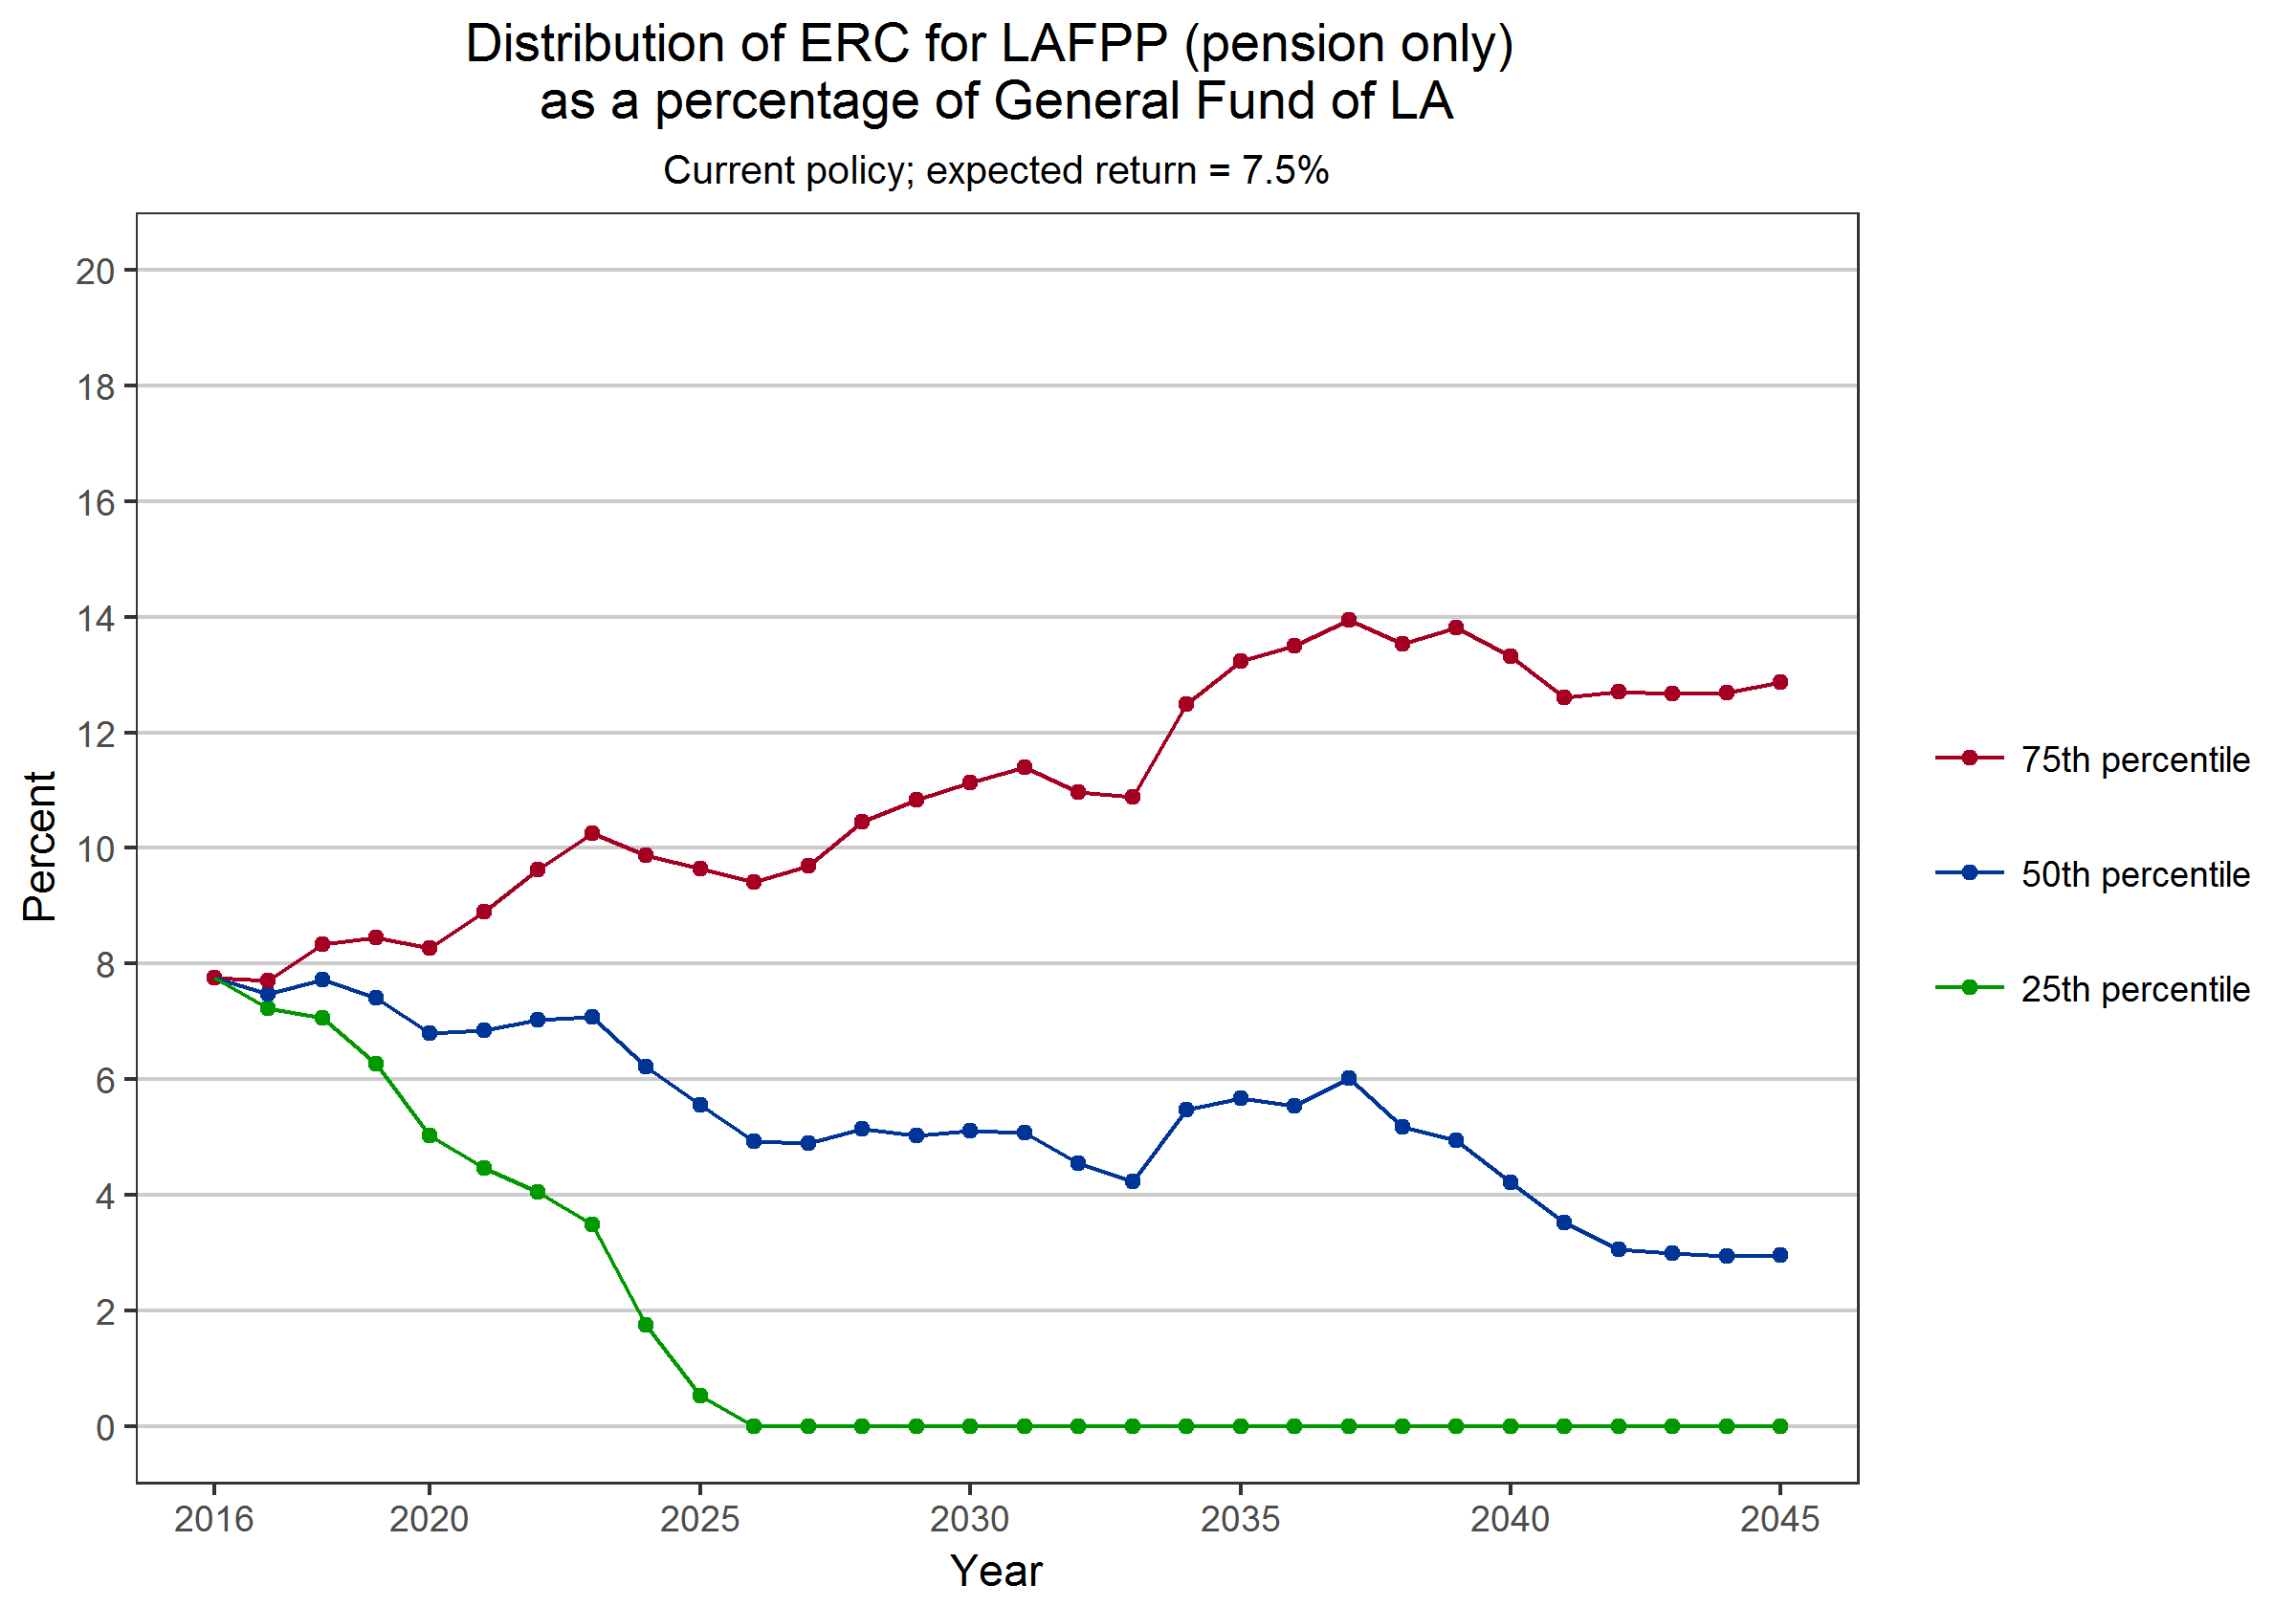 Distribution of ERC for LAFPP (pension only)
as a percentage of General Fund of LA
Current policy; expected return = 7.5%
Percent
20
18
16
14
12
10
8
6
4
2
0
2016 2020 2025 2030 2035 2040 2045
Year
75th percentile
50th percentile
25th percentile